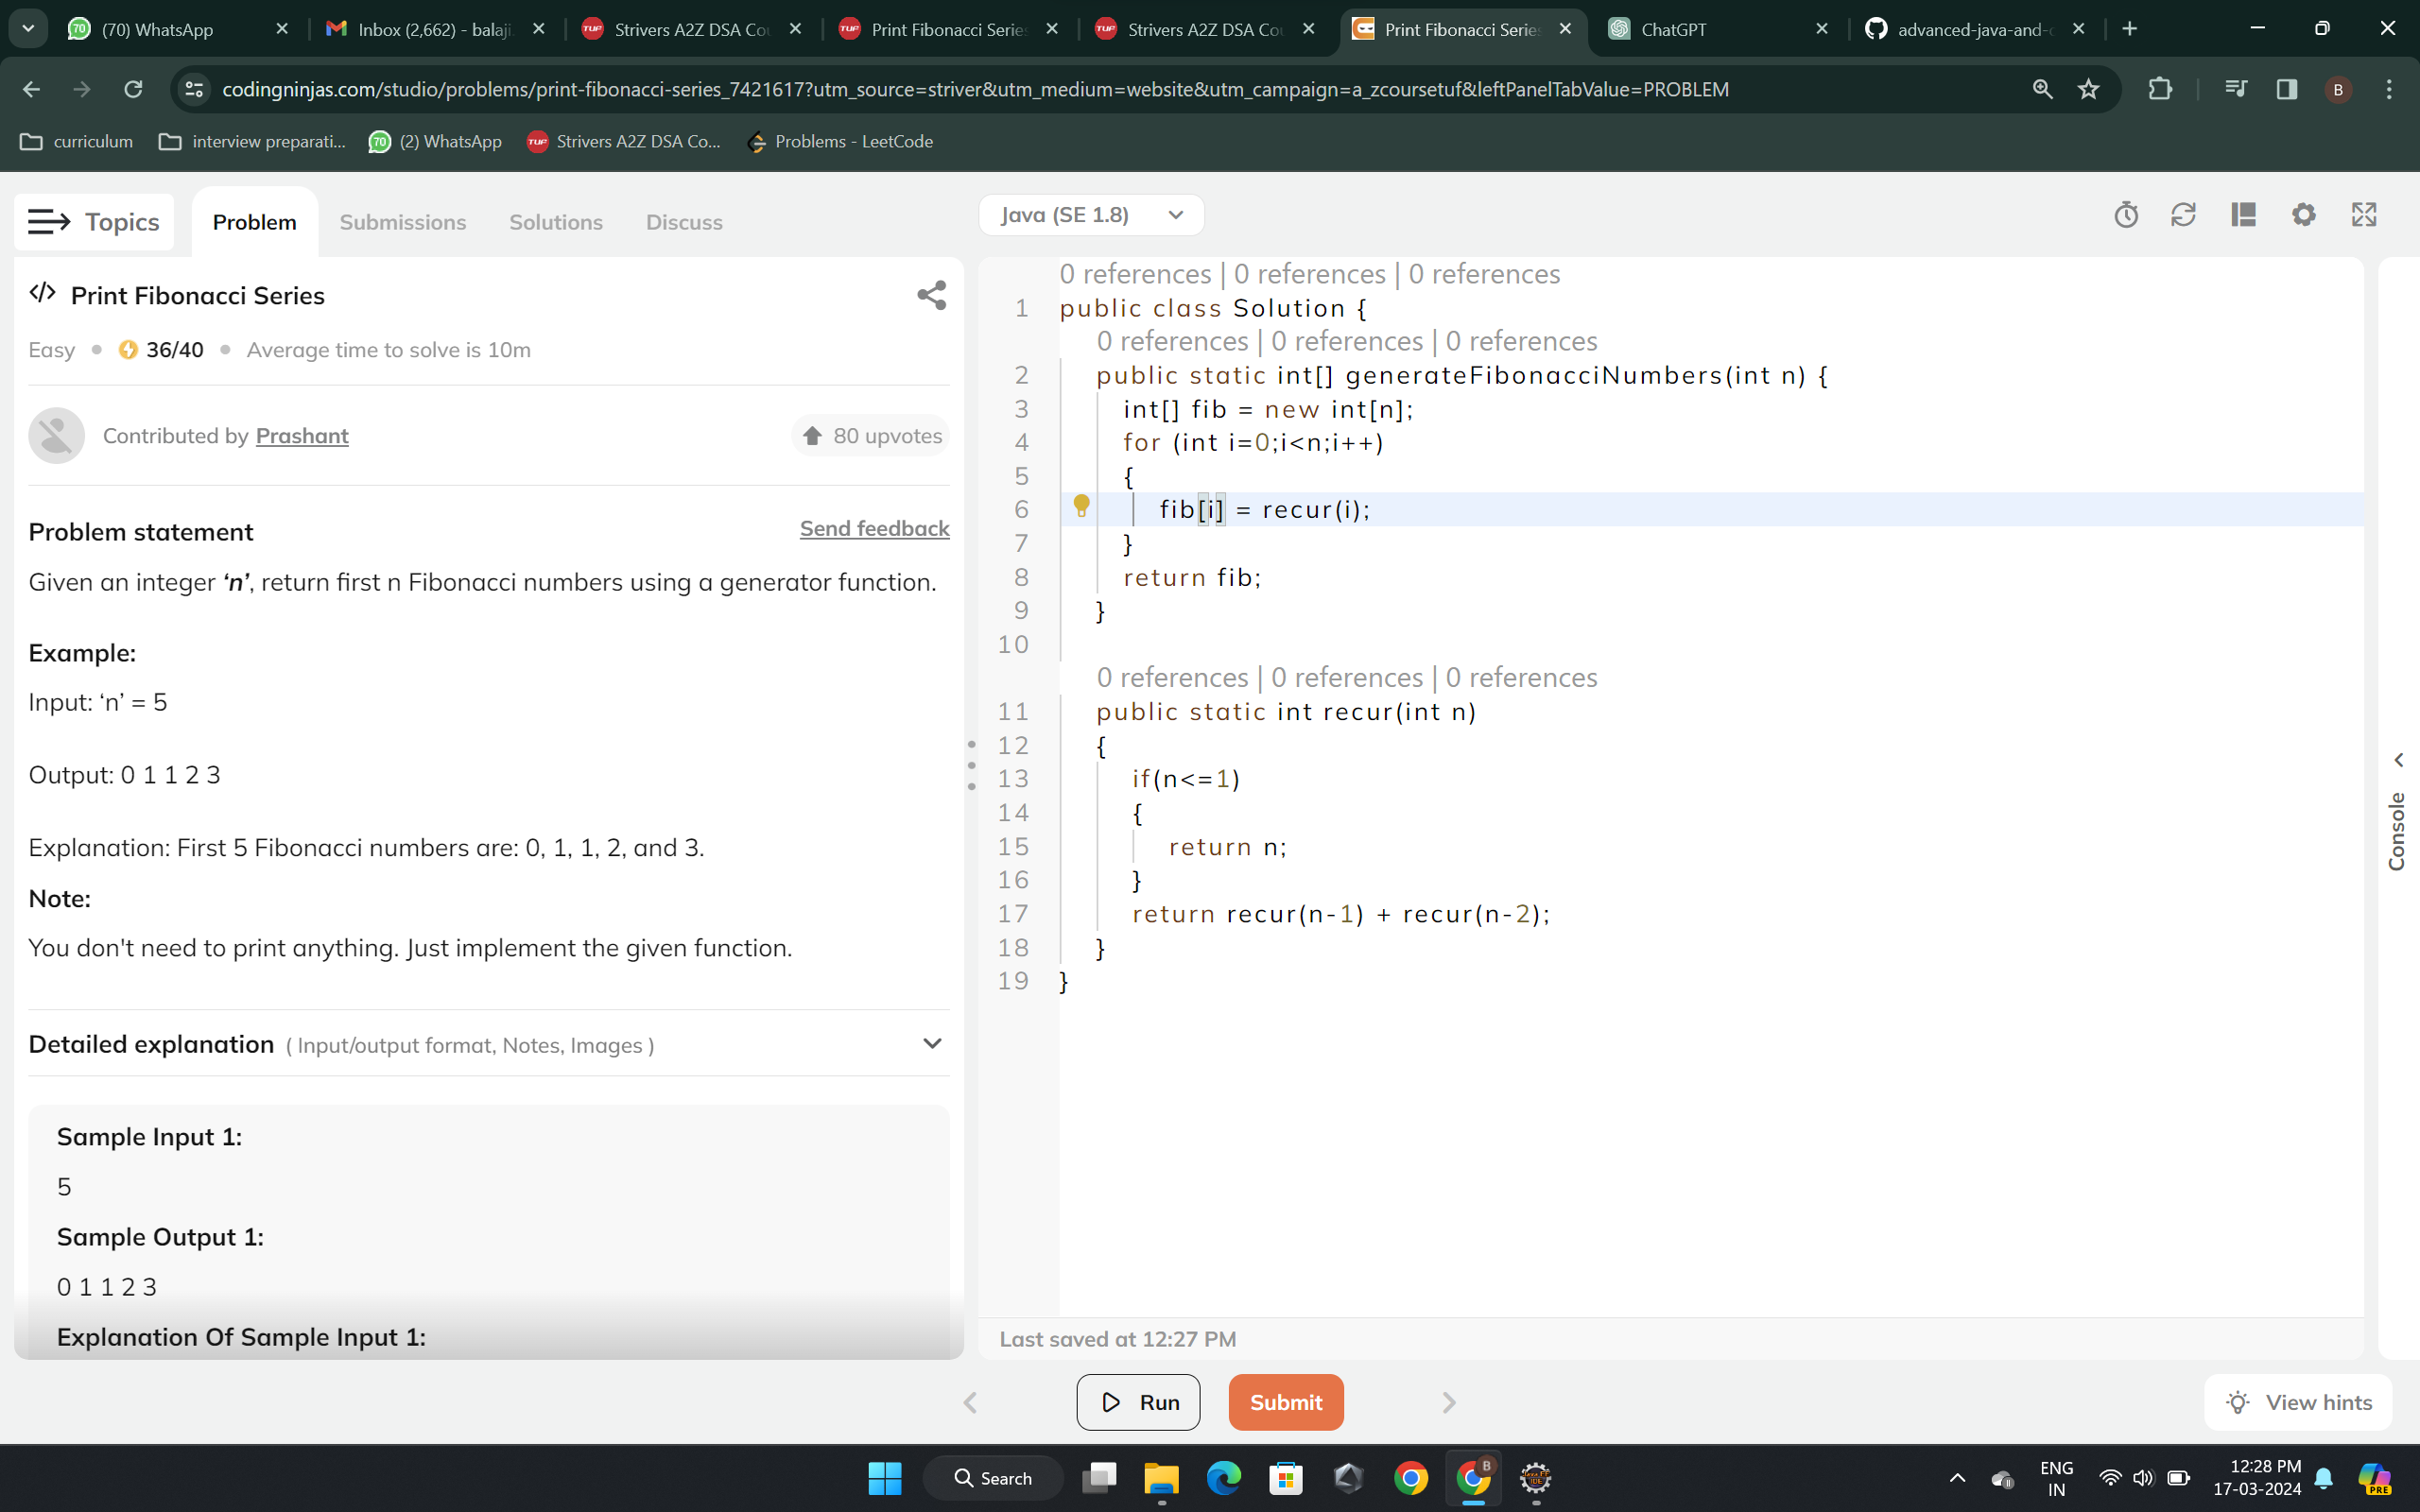 (70) WhatsApp
Inbox (2,662) - balaji
Strivers A2Z DSA Co
Print Fibonacci Series
Strivers A2Z DSA Co
Print Fibonacci Series
ChatGPT
advanced-java-and-
codingninjas.com/studio/problems/print-fibonacci-series_7421617?utm_source=striver&utm_medium=website&utm_campaign=a_zcoursetuf&leftPanelTabValue=PROBLEM
B
curriculum
interview preparati...
70 (2) WhatsApp
TUF Strivers A2Z DSA Co...
Problems - LeetCode
Topics
Problem
Submissions
Solutions
Discuss
Java (SE 1.8)
</> Print Fibonacci Series
Easy • 36/40 • Average time to solve is 10m
Contributed by Prashant
80 upvotes
Problem statement
Send feedback
Given an integer ‘n’, return first n Fibonacci numbers using a generator function.
Example:
Input: ‘n’ = 5
Output: 0 1 1 2 3
Explanation: First 5 Fibonacci numbers are: 0, 1, 1, 2, and 3.
Note:
You don't need to print anything. Just implement the given function.
Detailed explanation ( Input/output format, Notes, Images )
Sample Input 1:
5
Sample Output 1:
0 1 1 2 3
Explanation Of Sample Input 1:
0 references | 0 references | 0 references
1 public class Solution {
0 references | 0 references | 0 references
2 public static int[] generateFibonacciNumbers(int n) {
3 int[] fib = new int[n];
4 for (int i=0;i<n;i++)
5 {
6 fib[i] = recur(i);
7 }
8 return fib;
9 }
10
0 references | 0 references | 0 references
11 public static int recur(int n)
12 {
13 if(n<=1)
14 {
15 return n;
16 }
17 return recur(n-1) + recur(n-2);
18 }
19 }
Console
Last saved at 12:27 PM
Run
Submit
View hints
Search
B
ENG
IN
12:28 PM
17-03-2024
PRE